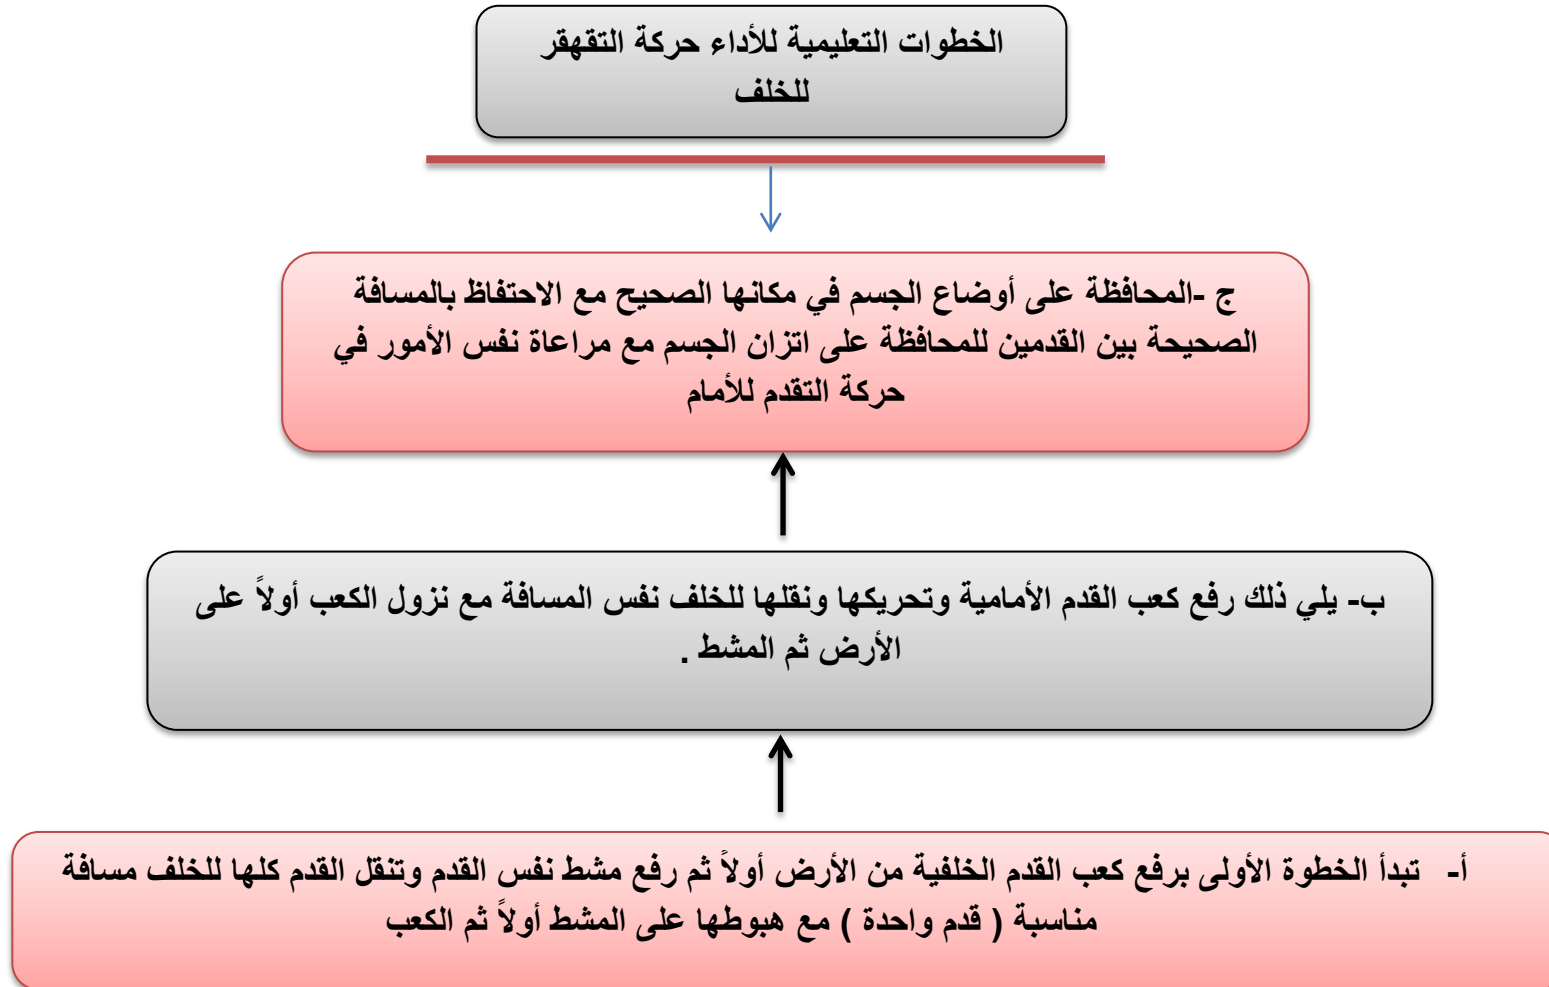 الخطوات التعليمية للأداء حركة التقهقر
للخلف
ج -المحافظة على أوضاع الجسم في مكانها الصحيح مع الاحتفاظ بالمسافة
الصحيحة بين القدمين للمحافظة على اتزان الجسم مع مراعاة نفس الأمور في
حركة التقدم للأمام
ب- يلي ذلك رفع كعب القدم الأمامية وتحريكها ونقلها للخلف نفس المسافة مع نزول الكعب أولاً على
الأرض ثم المشط .
أ- تبدأ الخطوة الأولى برفع كعب القدم الخلفية من الأرض أولاً ثم رفع مشط نفس القدم وتنقل القدم كلها للخلف مسافة
مناسبة ( قدم واحدة ) مع هبوطها على المشط أولاً ثم الكعب